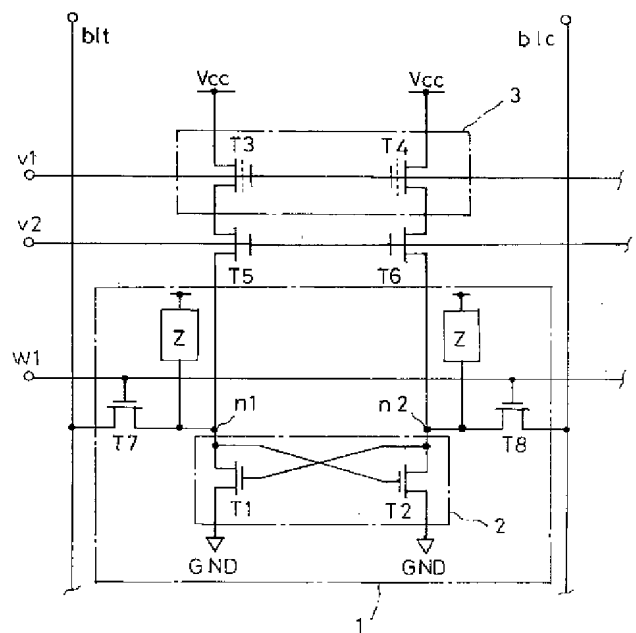 blt
blc
Vcc
Vcc
3
T3
T4
v1
v2
T5
T6
Z
Z
W1
n1
n2
T7
T8
T1
T2
2
GND
GND
1